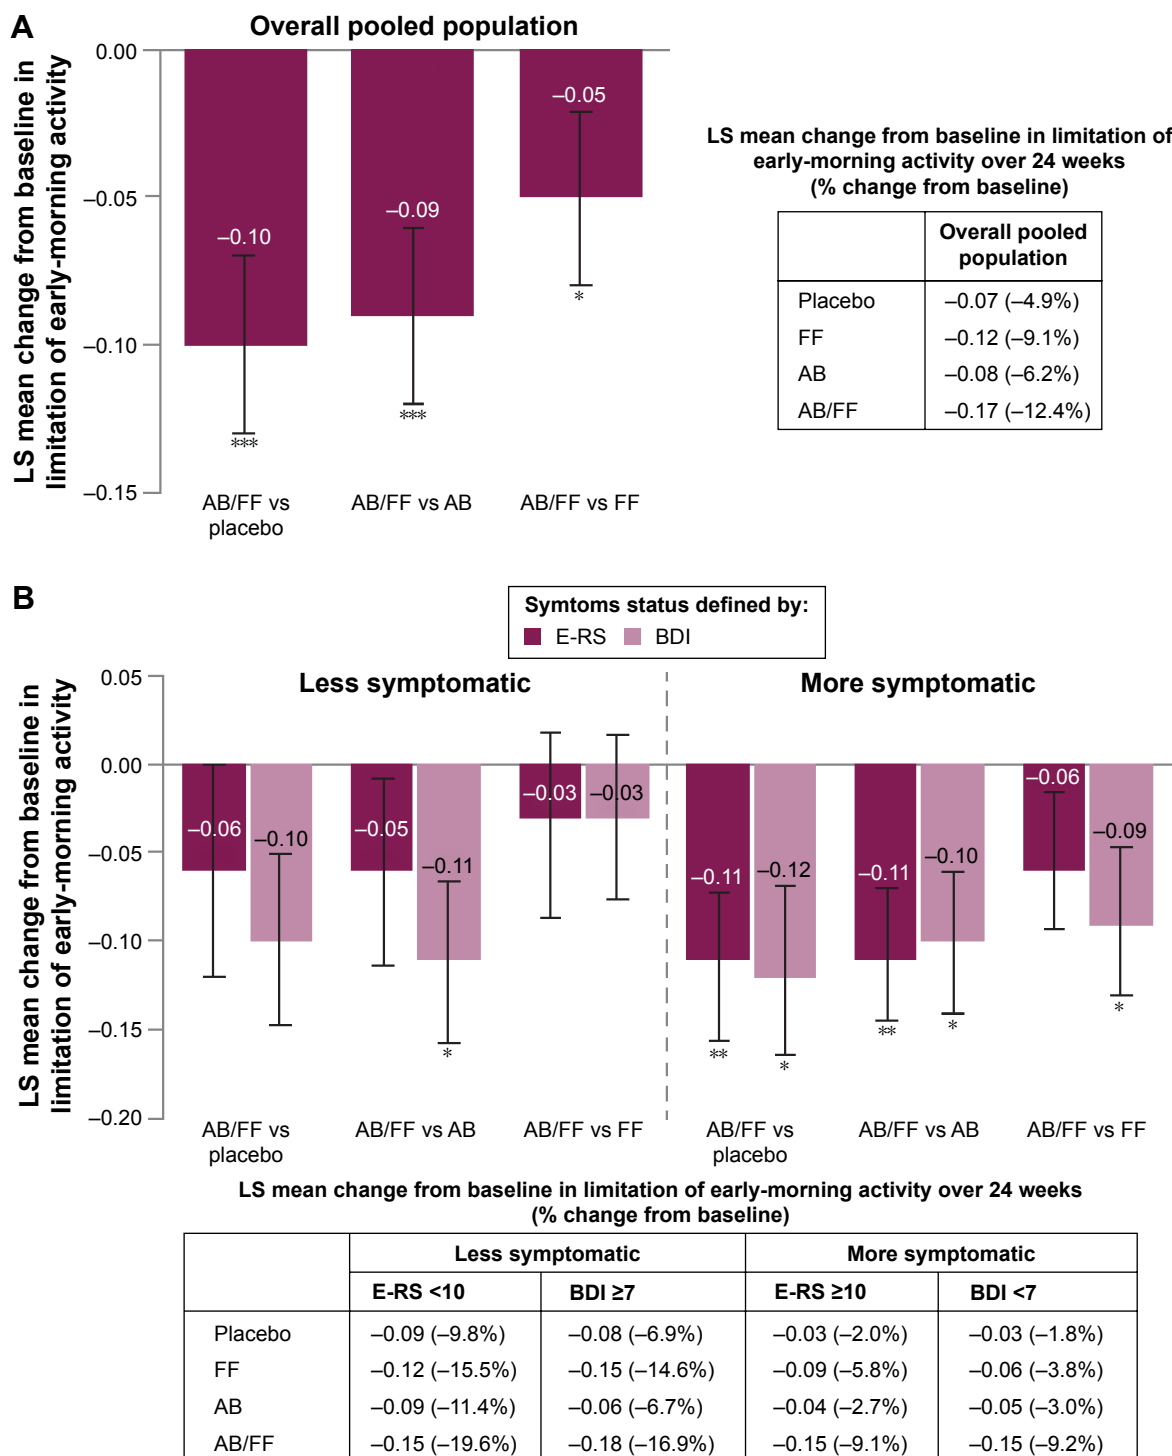 A
Overall pooled population
LS mean change from baseline in
limitation of early-morning activity
0.00
–0.05
–0.10
–0.15
–0.10
–0.09
–0.05
***
***
*
AB/FF vs
placebo
AB/FF vs AB
AB/FF vs FF
LS mean change from baseline in limitation of
early-morning activity over 24 weeks
(% change from baseline)
Overall pooled
population
Placebo –0.07 (–4.9%)
FF –0.12 (–9.1%)
AB –0.08 (–6.2%)
AB/FF –0.17 (–12.4%)
B
Symtoms status defined by:
E-RS BDI
LS mean change from baseline in
limitation of early-morning activity
0.05
0.00
–0.05
–0.10
–0.15
–0.20
Less symptomatic
More symptomatic
–0.06
–0.10
–0.05
–0.11
–0.03
–0.03
–0.11
–0.12
–0.11
–0.10
–0.06
–0.09
*
**
*
**
*
*
AB/FF vs
placebo
AB/FF vs AB
AB/FF vs FF
AB/FF vs
placebo
AB/FF vs AB
AB/FF vs FF
LS mean change from baseline in limitation of early-morning activity over 24 weeks
(% change from baseline)
Less symptomatic More symptomatic
E-RS <10 BDI ≥7 E-RS ≥10 BDI <7
Placebo –0.09 (–9.8%) –0.08 (–6.9%) –0.03 (–2.0%) –0.03 (–1.8%)
FF –0.12 (–15.5%) –0.15 (–14.6%) –0.09 (–5.8%) –0.06 (–3.8%)
AB –0.09 (–11.4%) –0.06 (–6.7%) –0.04 (–2.7%) –0.05 (–3.0%)
AB/FF –0.15 (–19.6%) –0.18 (–16.9%) –0.15 (–9.1%) –0.15 (–9.2%)